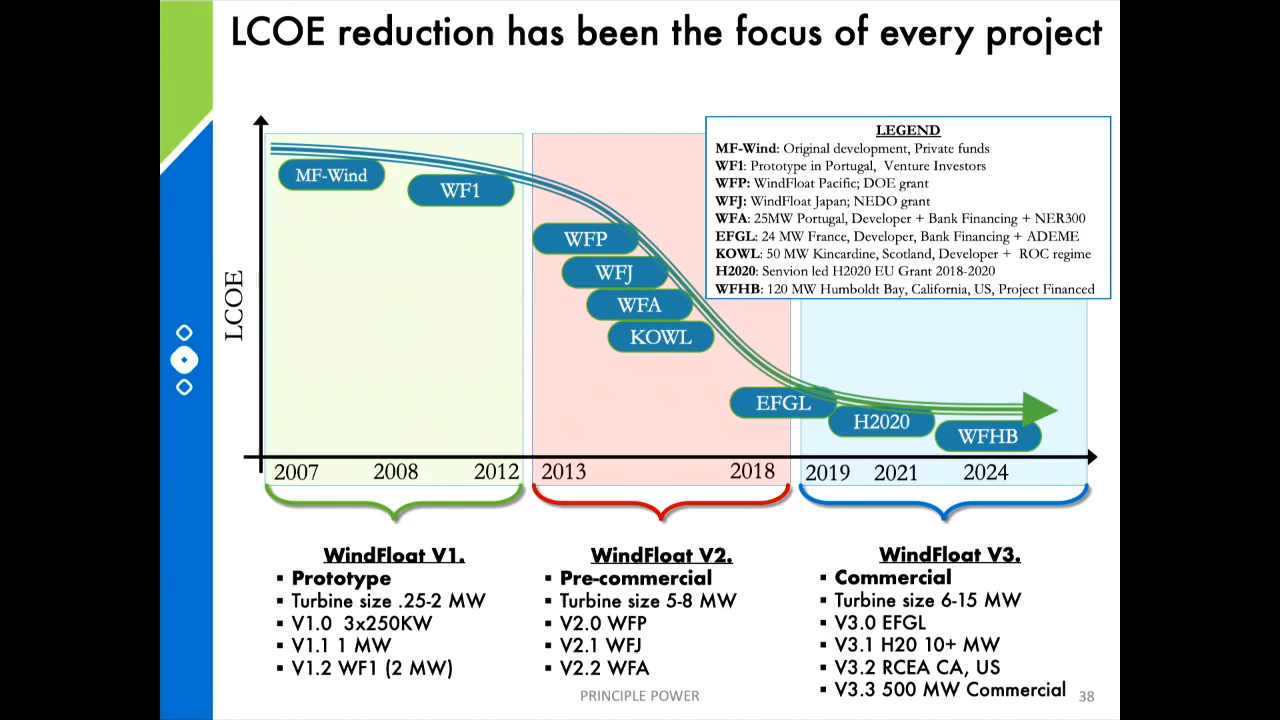 LCOE reduction has been the focus of every project
LEGEND
MF-Wind: Original development, Private funds
WF1: Prototype in Portugal, Venture Investors
WFP: WindFloat Pacific; DOE grant
WFJ: WindFloat Japan; NEDO grant
WFA: 25MW Portugal, Developer + Bank Financing + NER300
EFGL: 24 MW France, Developer, Bank Financing + ADEME
KOWL: 50 MW Kincardine, Scotland, Developer + ROC regime
H2020: Senvion led H2020 EU Grant 2018-2020
WFHB: 120 MW Humboldt Bay, California, US, Project Financed
LCOE
MF-Wind
WF1
WFP
WFJ
WFA
KOWL
EFGL
H2020
WFHB
2007 2008 2012 2013 2018 2019 2021 2024
WindFloat V1.
▪ Prototype
▪ Turbine size .25-2 MW
▪ V1.0 3x250KW
▪ V1.1 1 MW
▪ V1.2 WF1 (2 MW)
WindFloat V2.
▪ Pre-commercial
▪ Turbine size 5-8 MW
▪ V2.0 WFP
▪ V2.1 WFJ
▪ V2.2 WFA
WindFloat V3.
▪ Commercial
▪ Turbine size 6-15 MW
▪ V3.0 EFGL
▪ V3.1 H20 10+ MW
▪ V3.2 RCEA CA, US
▪ V3.3 500 MW Commercial
PRINCIPLE POWER
38